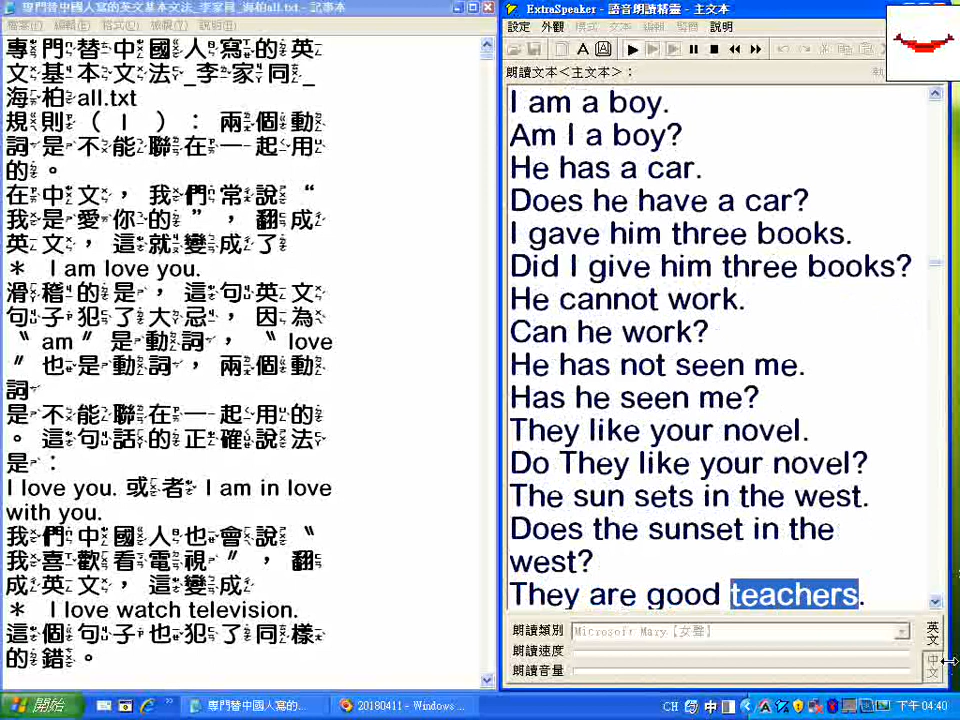 專門替中國人寫的英文基本文法_李家同_海柏all.txt - 記事本
檔案(F) 編輯(E) 格式(O) 檢視(V) 說明(H)
專門替中國人寫的英
文基本文法_李家同_
海柏all.txt
規則(1):兩個動
詞是不能聯在一起用
的。
在中文,我們常說“
我是愛你的”,翻成
英文,這就變成了
* I am love you.
滑稽的是,這句英文
句子犯了大忌,因為
〝am〞是動詞,〝love
〞也是動詞,兩個動
詞
是不能聯在一起用的
。這句話的正確說法
是:
I love you. 或者 I am in love
with you.
我們中國人也會說〝
我喜歡看電視〞,翻
成英文,這變成
* I love watch television.
這個句子也犯了同樣
的錯。
ExtraSpeaker - 語音朗讀精靈 - 主文本
設定 外觀 模式 文本 編輯 聲筒 說明
朗讀文本<主文本>:
I am a boy.
Am I a boy?
He has a car.
Does he have a car?
I gave him three books.
Did I give him three books?
He cannot work.
Can he work?
He has not seen me.
Has he seen me?
They like your novel.
Do They like your novel?
The sun sets in the west.
Does the sunset in the
west?
They are good teachers.
朗讀類別 Microsoft Mary【女聲】
朗讀速度
朗讀音量
英文
中文
開始
專門替中國人寫的...
20180411 - Windows ...
CH 中
下午 04:40